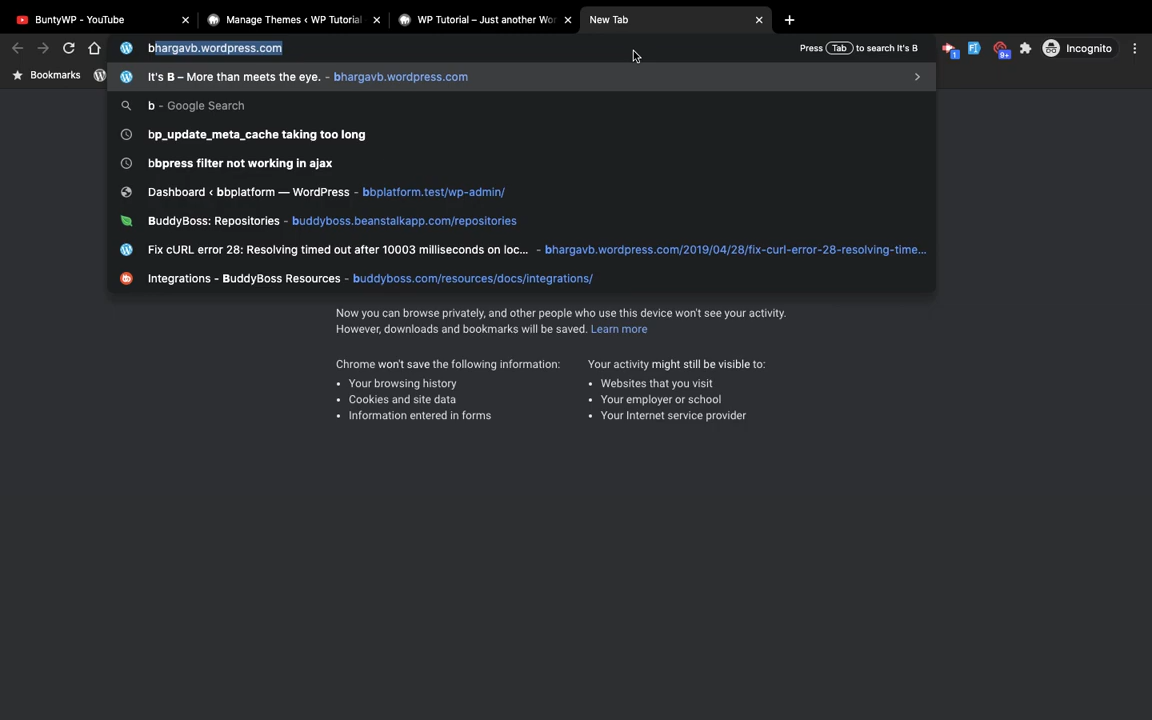 BuntyWP - YouTube
Manage Themes ‹ WP Tutorial
WP Tutorial – Just another Wor
New Tab
bhargavb.wordpress.com
Press Tab to search It's B
1
9+
Incognito
Bookmarks
It's B – More than meets the eye. - bhargavb.wordpress.com
b - Google Search
bp_update_meta_cache taking too long
bbpress filter not working in ajax
Dashboard ‹ bbplatform — WordPress - bbplatform.test/wp-admin/
BuddyBoss: Repositories - buddyboss.beanstalkapp.com/repositories
Fix cURL error 28: Resolving timed out after 10003 milliseconds on loc... - bhargavb.wordpress.com/2019/04/28/fix-curl-error-28-resolving-time...
Integrations - BuddyBoss Resources - buddyboss.com/resources/docs/integrations/
Now you can browse privately, and other people who use this device won't see your activity.
However, downloads and bookmarks will be saved. Learn more
Chrome won't save the following information:
• Your browsing history
• Cookies and site data
• Information entered in forms
Your activity might still be visible to:
• Websites that you visit
• Your employer or school
• Your Internet service provider